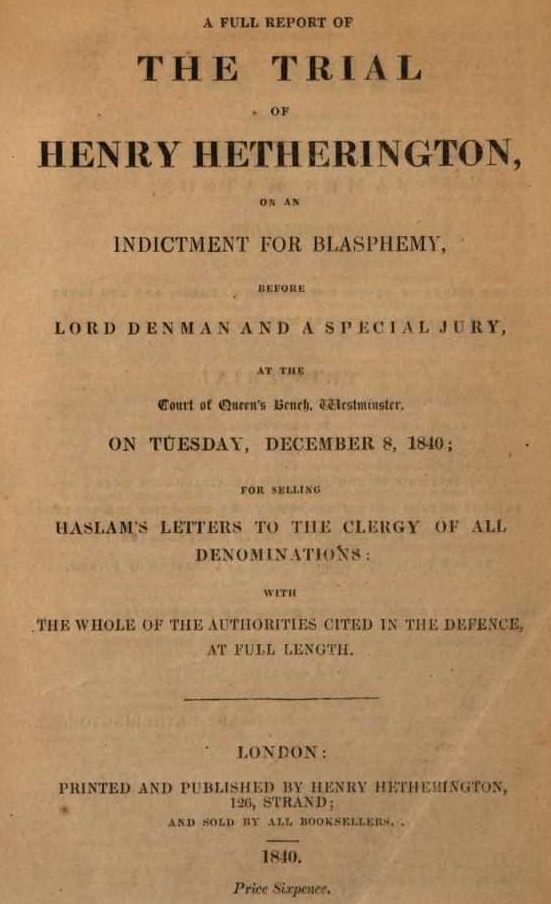 A FULL REPORT OF
THE TRIAL
OF
HENRY HETHERINGTON,
ON AN
INDICTMENT FOR BLASPHEMY,
BEFORE
LORD DENMAN AND A SPECIAL JURY,
AT THE
Court of Queen's Bench, Westminster,
ON TUESDAY, DECEMBER 8, 1840;
FOR SELLING
HASLAM'S LETTERS TO THE CLERGY OF ALL
DENOMINATIONS:
WITH
THE WHOLE OF THE AUTHORITIES CITED IN THE DEFENCE,
AT FULL LENGTH.
LONDON:
PRINTED AND PUBLISHED BY HENRY HETHERINGTON,
126, STRAND;
AND SOLD BY ALL BOOKSELLERS.
1840.
Price Sixpence.